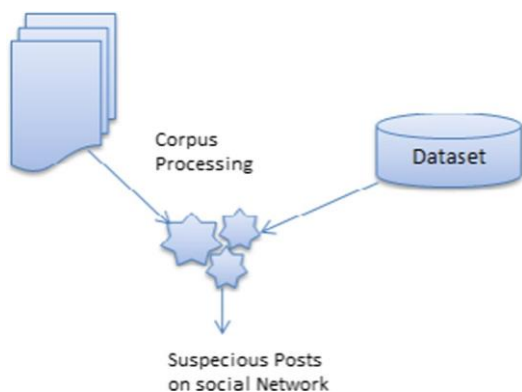 Corpus
Processing
Dataset
Suspecious Posts
on social Network